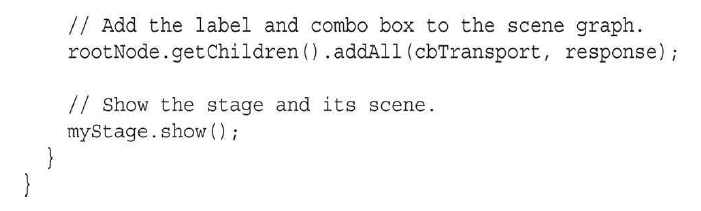 // Add the label and combo box to the scene graph.
rootNode.getChildren().addAll(cbTransport, response);
// Show the stage and its scene.
myStage.show();
}
}